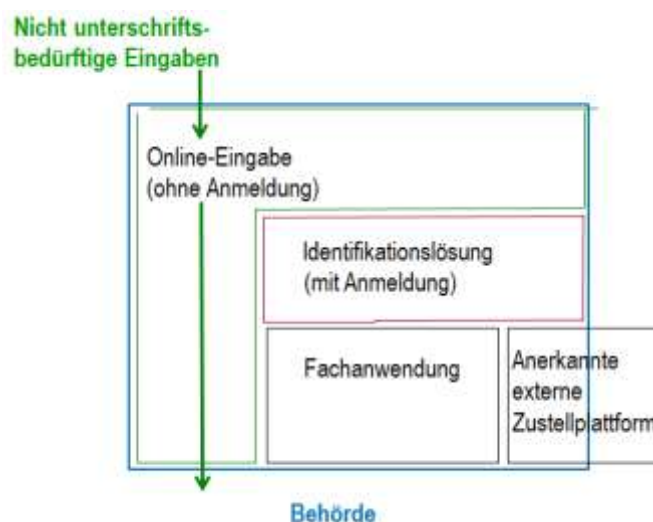 Nicht unterschrifts-
bedürftige Eingaben
Online-Eingabe
(ohne Anmeldung)
Identifikationslösung
(mit Anmeldung)
Fachanwendung
Anerkannte
externe
Zustellplattform
Behörde